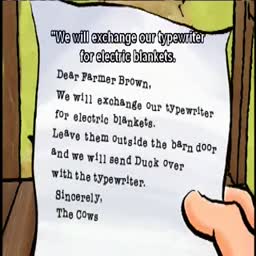 "We will exchange our typewriter
for electric blankets.
Dear Farmer Brown,
We will exchange our typewriter
for electric blankets.
Leave them outside the barn door
and we will send Duck over
with the typewriter.
Sincerely,
The Cows